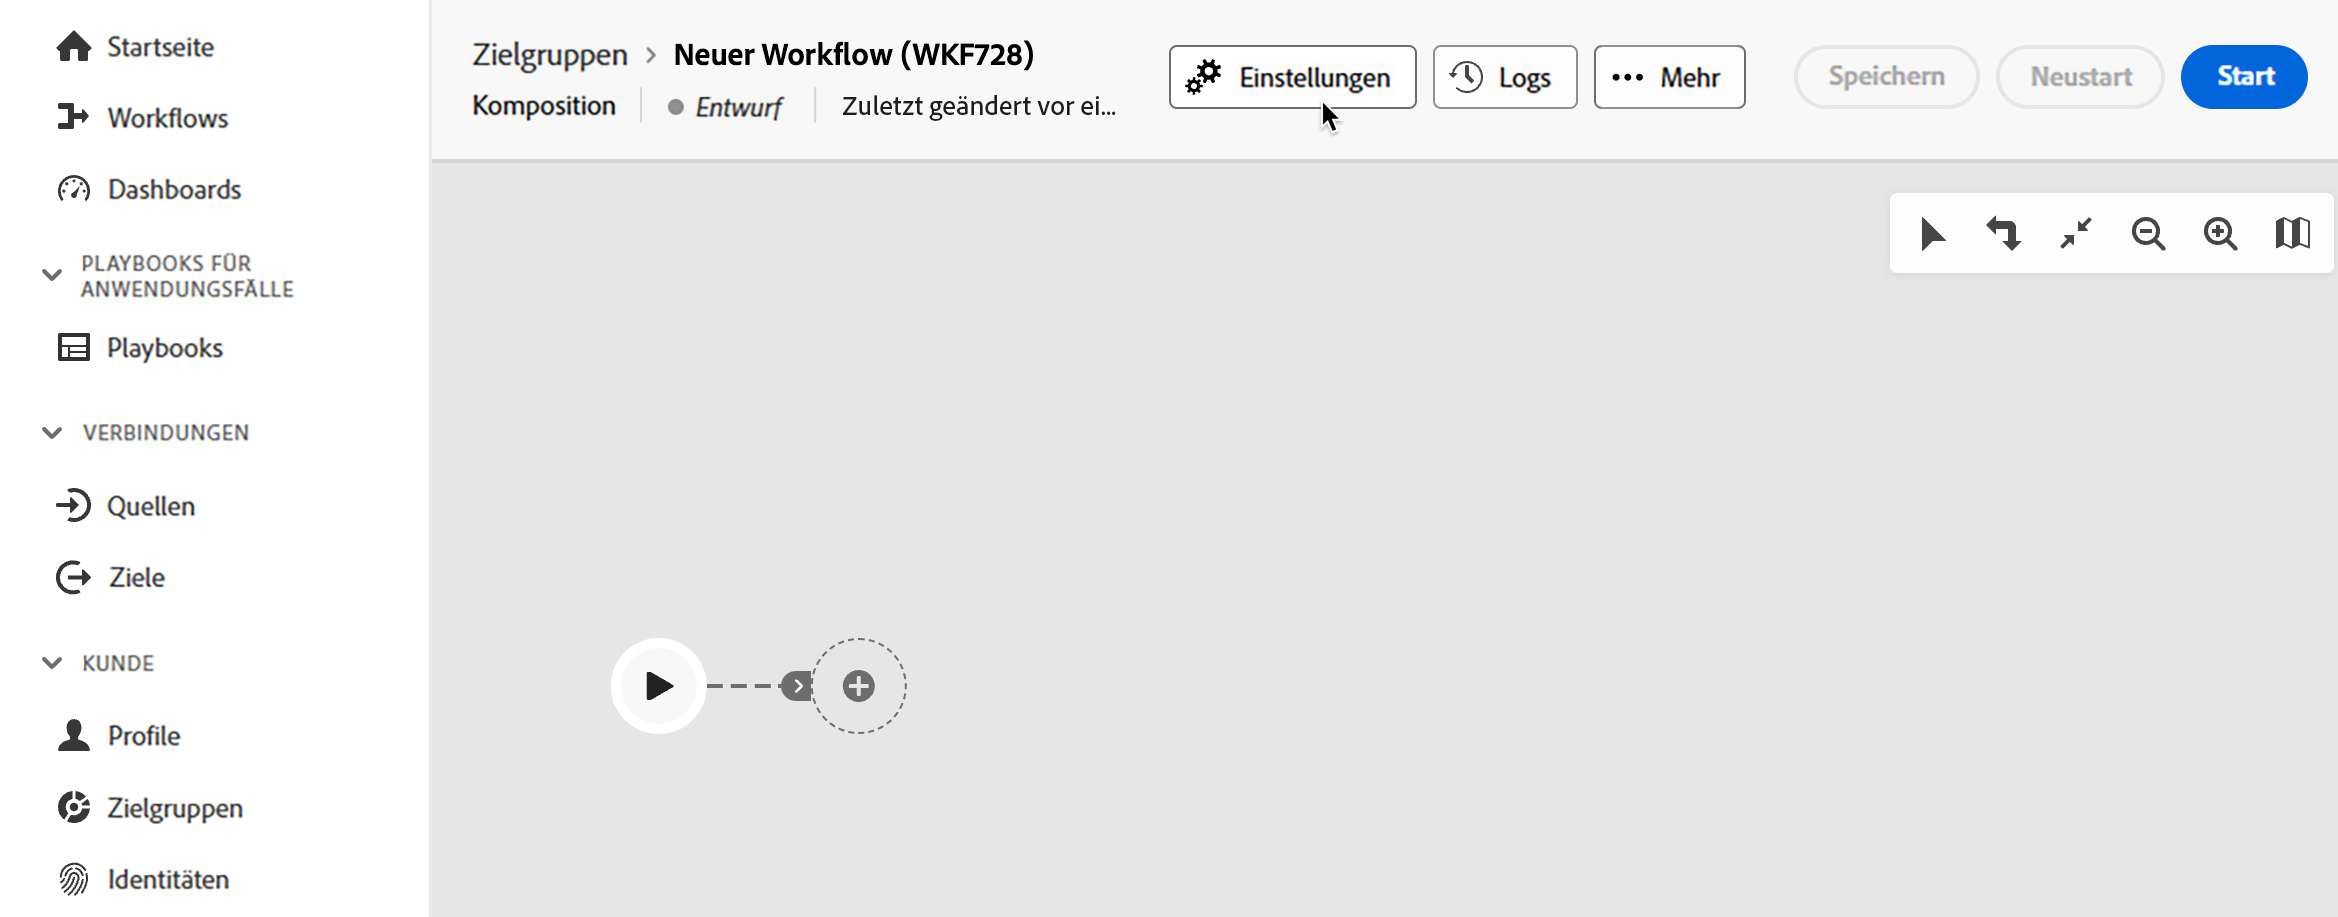 Startseite
Workflows
Dashboards
PLAYBOOKS FÜR
ANWENDUNGSFÄLLE
Playbooks
VERBINDUNGEN
Quellen
Ziele
KUNDE
Profile
Zielgruppen
Identitäten
Zielgruppen > Neuer Workflow (WKF728)
Komposition Entwurf Zuletzt geändert vor ei...
Einstellungen Logs Mehr Speichern Neustart Start